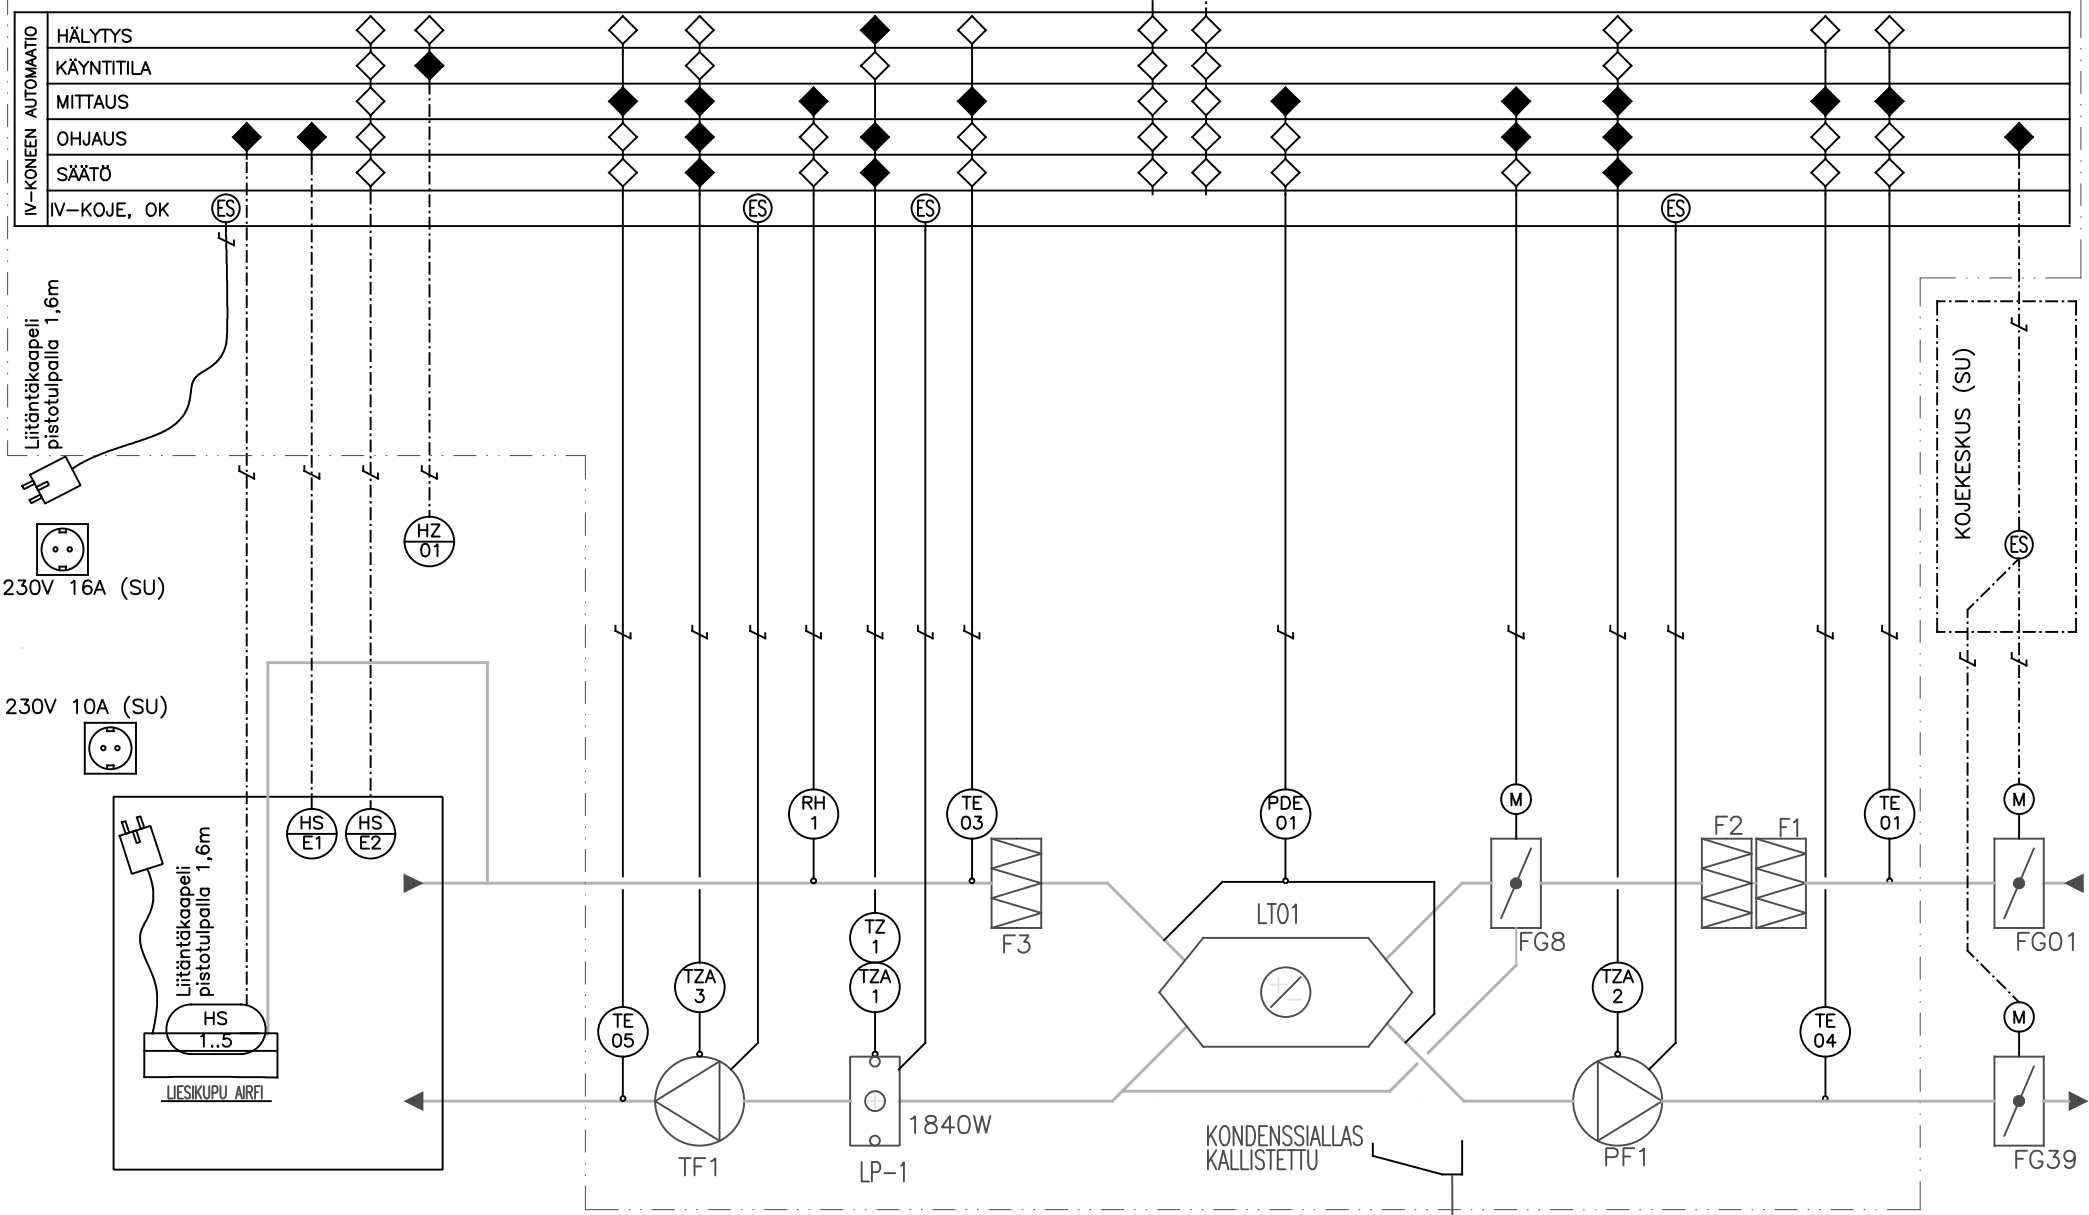 IV-KONEEN AUTOMAATIO
HÄLYTYS
KÄYNTITILA
MITTAUS
OHJAUS
SÄÄTÖ
IV-KOJE, OK
ES
ES
ES
ES
Liitäntäkaapeli
pistotulpalla 1,6m
KOJEKESKUS (SU)
ES
HZ
01
230V 16A (SU)
230V 10A (SU)
HS
E1
HS
E2
RH
1
TE
03
PDE
01
M
TE
01
M
F2
F1
Liitäntäkaapeli
pistotulpalla 1,6m
LT01
TZ
1
F3
FG8
FG01
TZA
3
TZA
1
TZA
2
HS
1..5
TE
05
TE
04
M
LIESIKUPU AIRFI
1840W
KONDENSSIALLAS
KALLISTETTU
TF1
LP-1
PF1
FG39